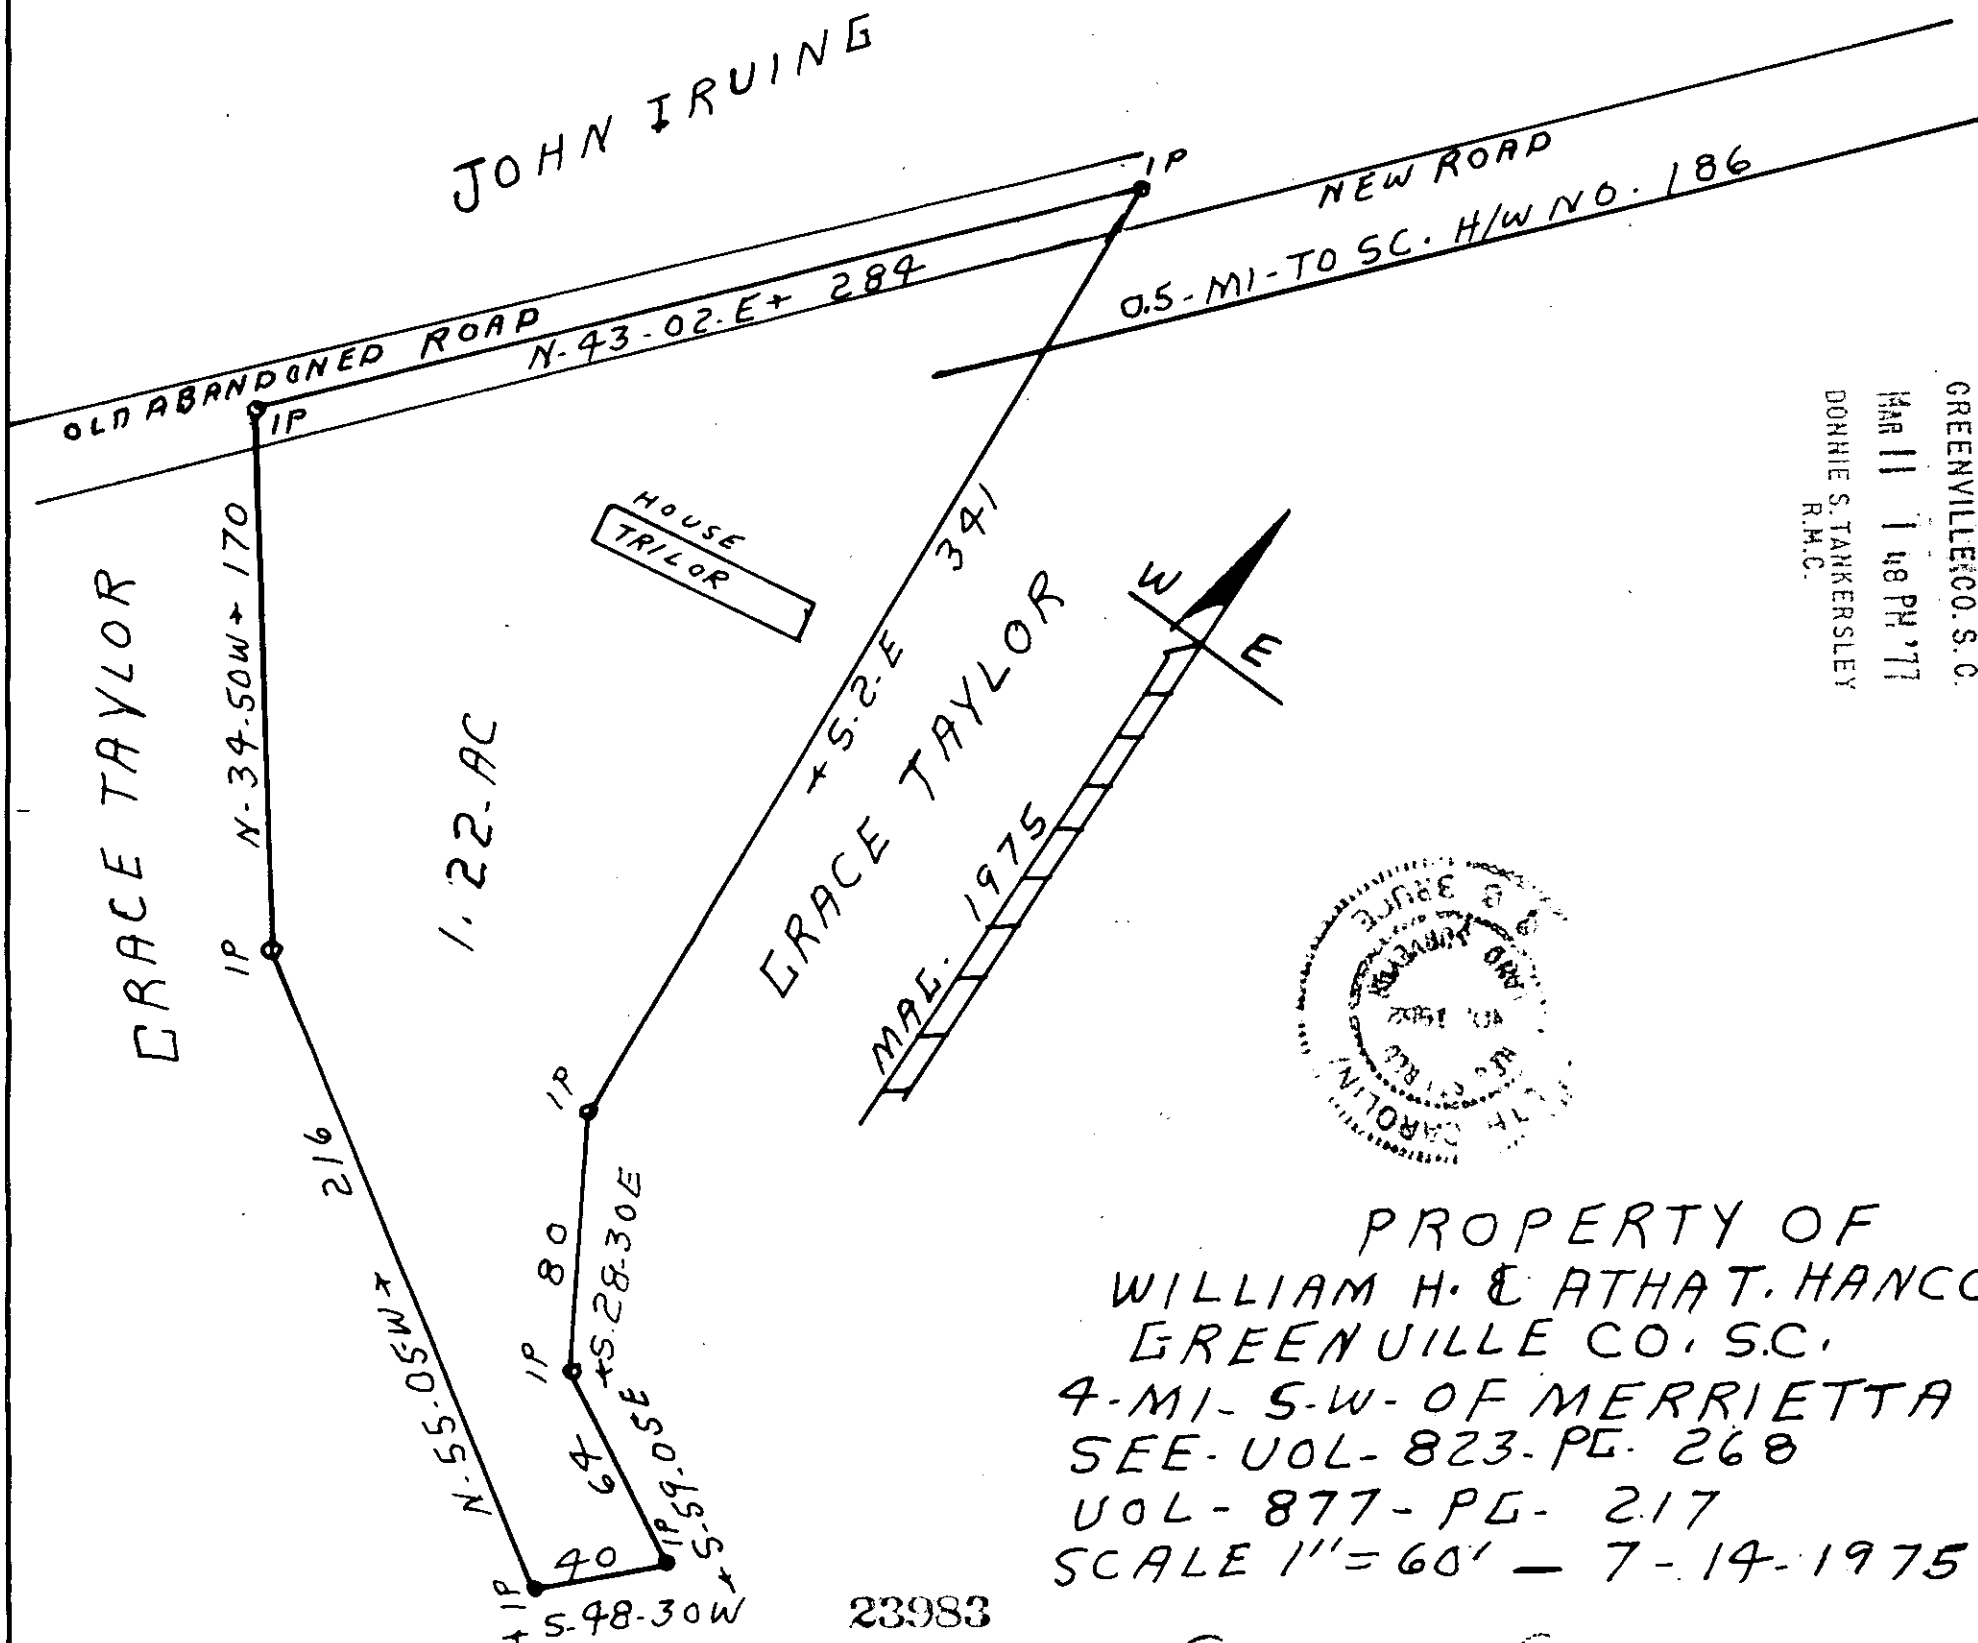 JOHN IRUING
IP
NEW ROAD
0.5-MI-TO SC. H/W NO. 186
OLD ABANDONED ROAD
N-43-02-E+ 284
IP
HOUSE
TRILOR
N-34-50W+ 170
GRACE TAYLOR
1.22-AC
+ S-2-E 341
GRACE TAYLOR
W
E
MAG. 1975
GREENVILLE CO. S. C.
MAR 11 1 48 PM '77
DONNIE S. TANKERSLEY
R.M.C.
IP
IP
216
N-55-05W+
80
+S-28-30E
IP
64
+ S-59-05E
IP
40
+ IP
S-48-30W
BRUCE
CAROLIN
PROPERTY OF
WILLIAM H. & ATHA T. HANCO
GREENUILLE CO. S.C.
4-MI- S-W- OF MERRIETTA
SEE-UOL-823-PG. 268
UOL-877-PG- 217
SCALE 1"=60' — 7-14-1975
23983